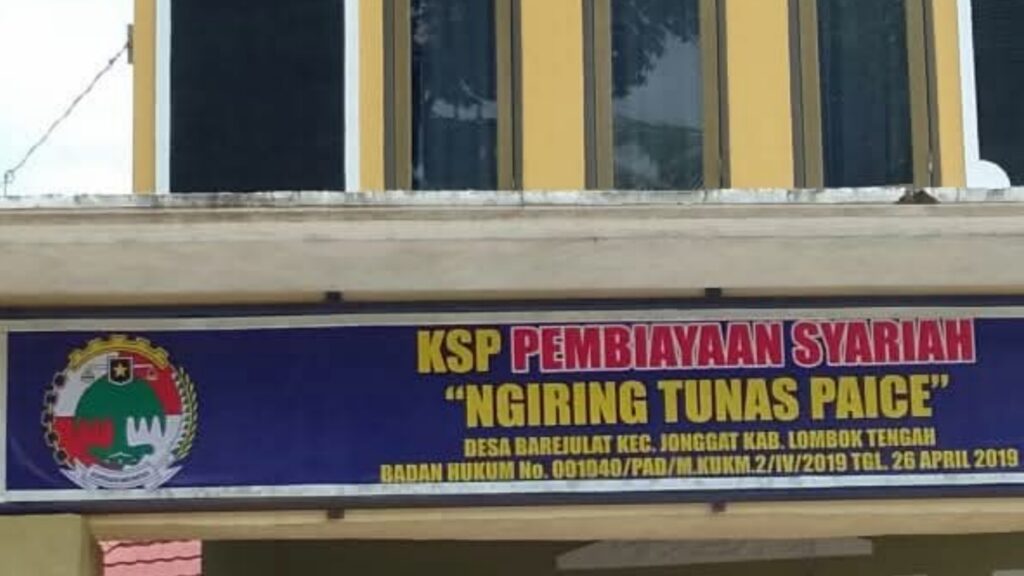 KSP PEMBIAYAAN SYARIAH
“NGIRING TUNAS PAICE”
DESA BAREJULAT KEC. JONGGAT KAB. LOMBOK TENGAH
BADAN HUKUM No. 001040/PAD/M.KUKM.2/IV/2019 TGL. 26 APRIL 2019